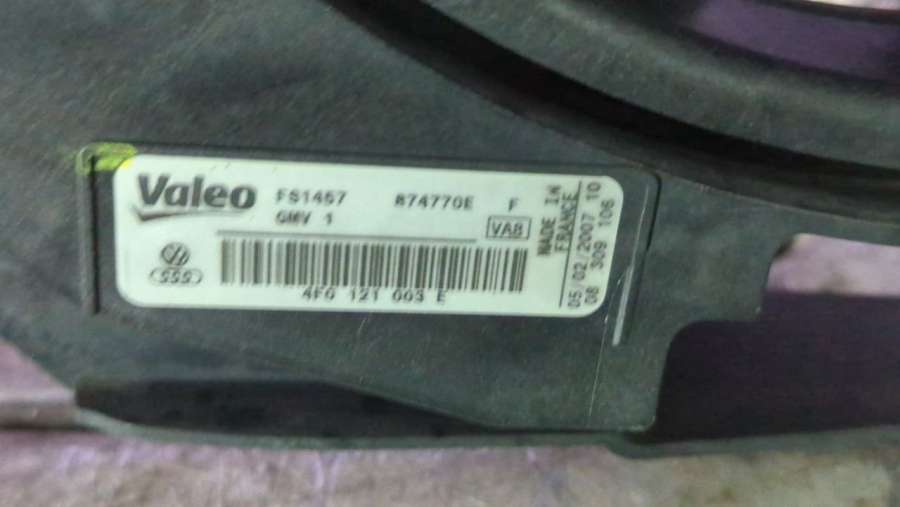 Valeo FS1457 874770E F
GMV 1 VAB
4F0 121 003 E
MADE IN
FRANCE
05/02/2007 10
08 309 106